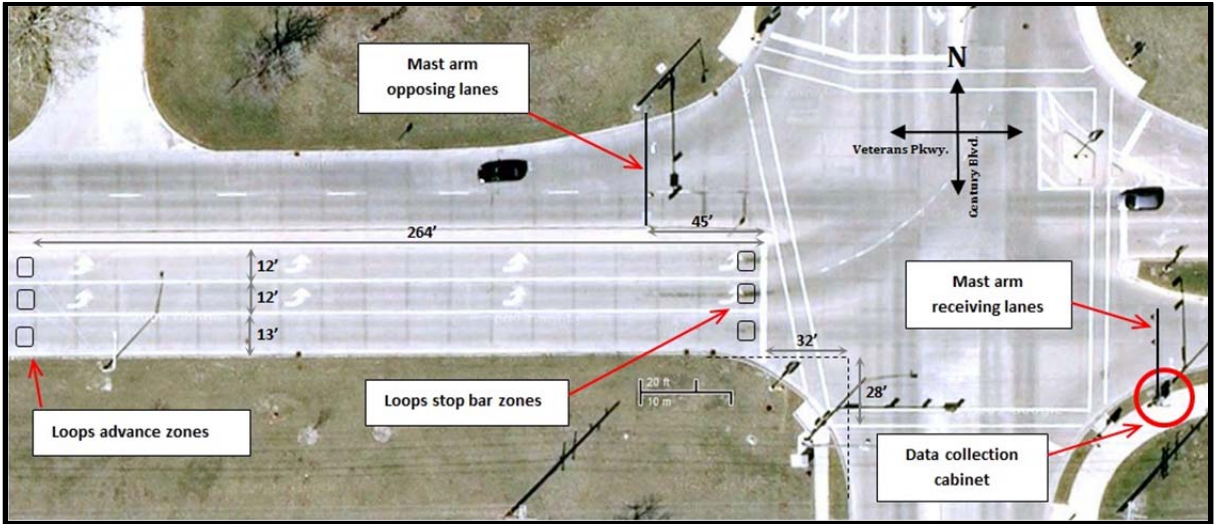 Mast arm
opposing lanes
N
Veterans Pkwy.
Century Blvd.
45'
264'
12'
12'
13'
Mast arm
receiving lanes
32'
28'
20 ft
10 m
Loops stop bar zones
Loops advance zones
Data collection
cabinet